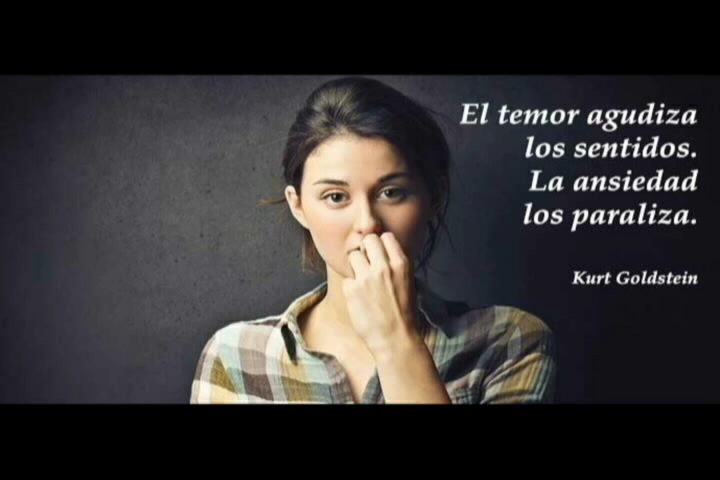 El temor agudiza
los sentidos.
La ansiedad
los paraliza.
Kurt Goldstein